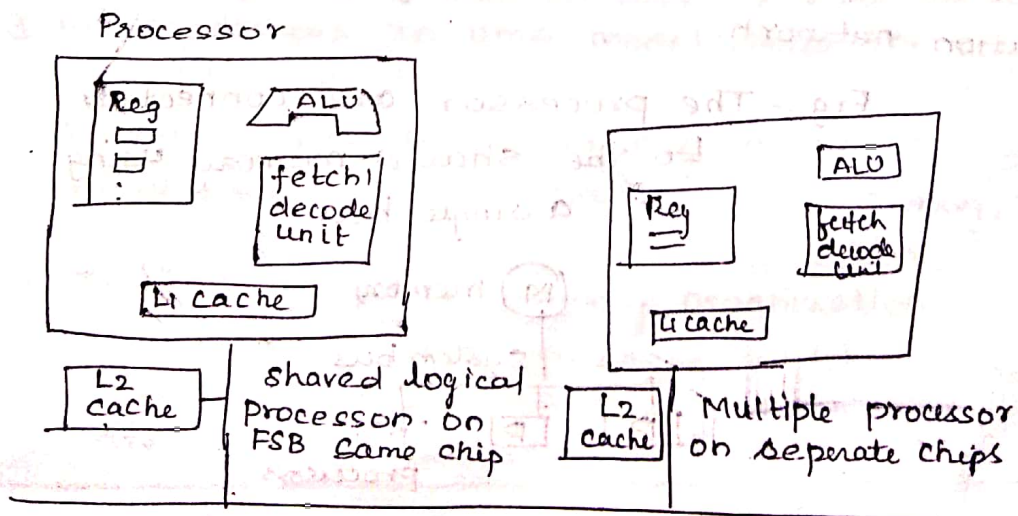 Processor
Reg
ALU
fetch1
decode
unit
L1 cache
L2
cache
shared logical
processor on
FSB same chip
ALU
Reg
fetch
decode
unit
L1 cache
L2
cache
Multiple processor
on seperate chips